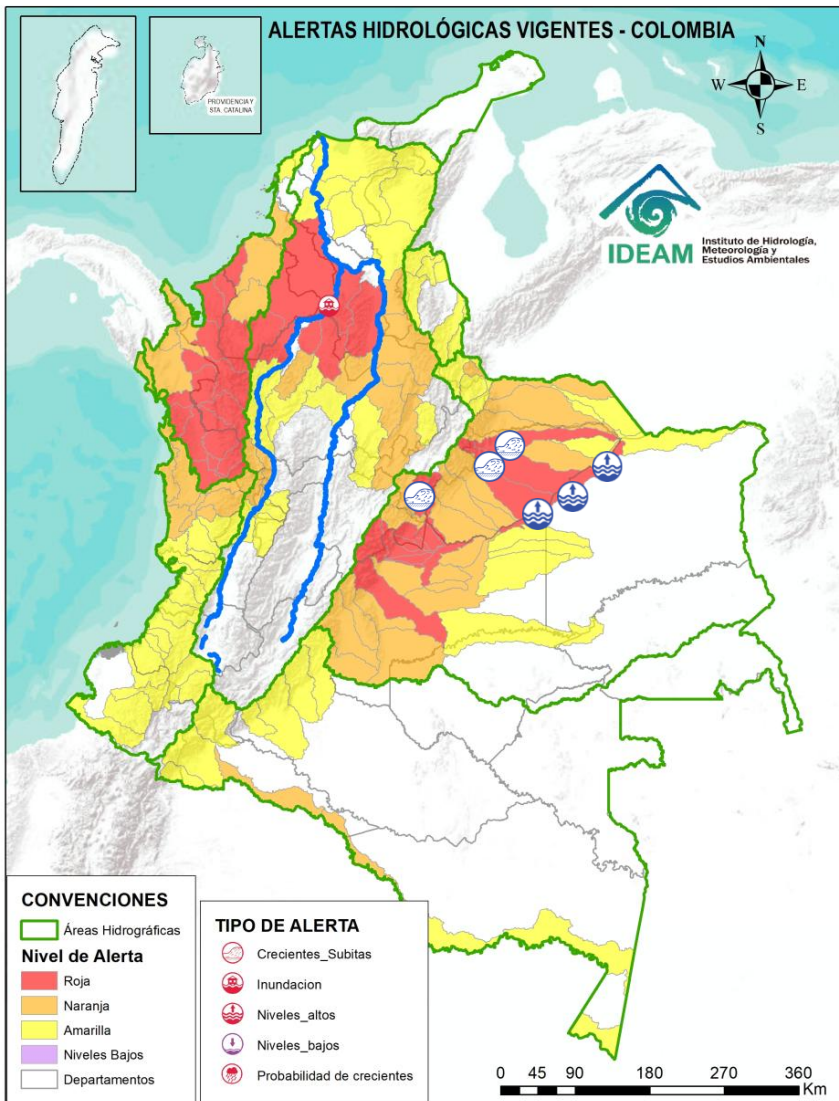 ALERTAS HIDROLÓGICAS VIGENTES - COLOMBIA
PROVIDENCIA Y
STA. CATALINA
N
W
E
S
IDEAM
Instituto de Hidrología,
Meteorología y
Estudios Ambientales
CONVENCIONES
Áreas Hidrográficas
Nivel de Alerta
Roja
Naranja
Amarilla
Niveles Bajos
Departamentos
TIPO DE ALERTA
Crecientes_Subitas
Inundacion
Niveles_altos
Niveles_bajos
Probabilidad de crecientes
0 45 90 180 270 360
Km